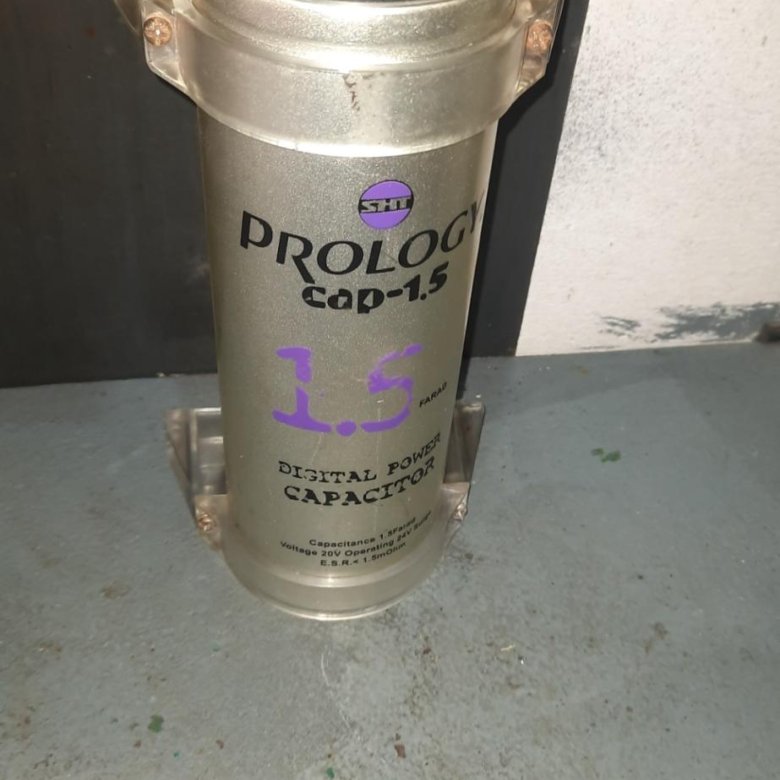 SHT
PROLOGY
cap-1.5
1.5
FARAD
DIGITAL POWER
CAPACITOR
Capacitance 1.5Farad
Voltage 20V Operating 24V Surge
E.S.R.< 1.5mOhm